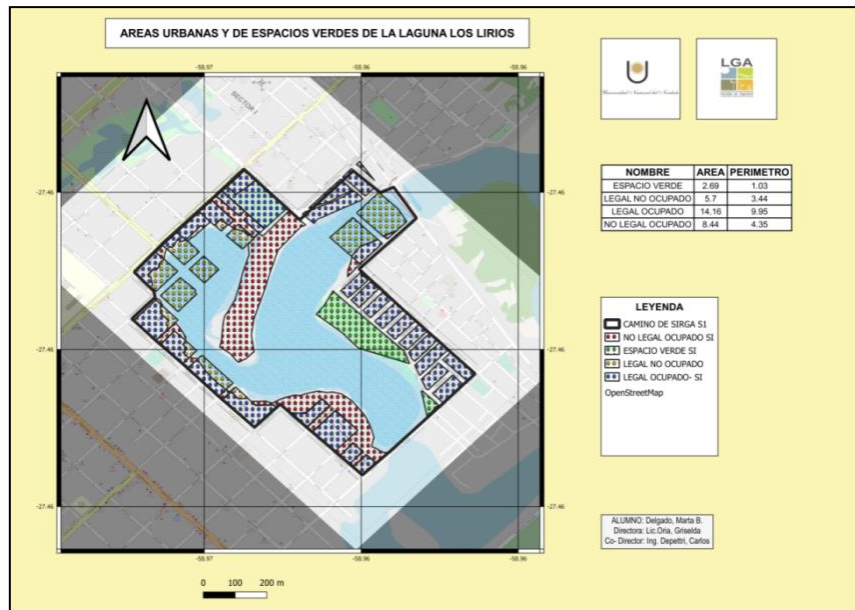 AREAS URBANAS Y DE ESPACIOS VERDES DE LA LAGUNA LOS LIRIOS
-58.97 -58.96 -58.96
SECTOR I
-27.46 -27.46
-27.46 -27.46
-27.46 -27.46
-58.97 -58.96 -58.96
0 100 200 m
Universidad Nacional del Nordeste
LGA
NOMBRE AREA PERIMETRO
ESPACIO VERDE 2.69 1.03
LEGAL NO OCUPADO 5.7 3.44
LEGAL OCUPADO 14.16 9.95
NO LEGAL OCUPADO 8.44 4.35
LEYENDA
CAMINO DE SIRGA S1
NO LEGAL OCUPADO SI
ESPACIO VERDE SI
LEGAL NO OCUPADO
LEGAL OCUPADO- SI
OpenStreetMap
ALUMNO: Delgado, Marta B.
Directora: Lic.Oria, Griselda
Co- Director: Ing. Depettri, Carlos